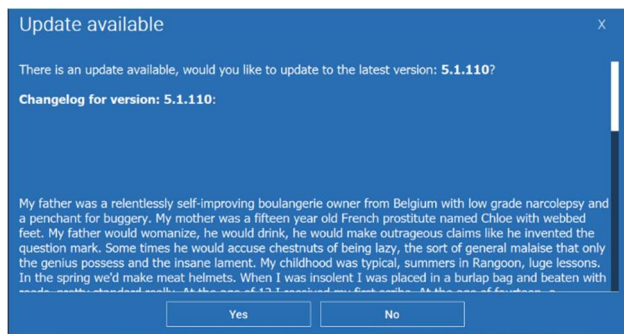 Update available
X
There is an update available, would you like to update to the latest version: 5.1.110?
Changelog for version: 5.1.110:
My father was a relentlessly self-improving boulangerie owner from Belgium with low grade narcolepsy and
a penchant for buggery. My mother was a fifteen year old French prostitute named Chloe with webbed
feet. My father would womanize, he would drink, he would make outrageous claims like he invented the
question mark. Some times he would accuse chestnuts of being lazy, the sort of general malaise that only
the genius possess and the insane lament. My childhood was typical, summers in Rangoon, luge lessons.
In the spring we'd make meat helmets. When I was insolent I was placed in a burlap bag and beaten with
Yes
No